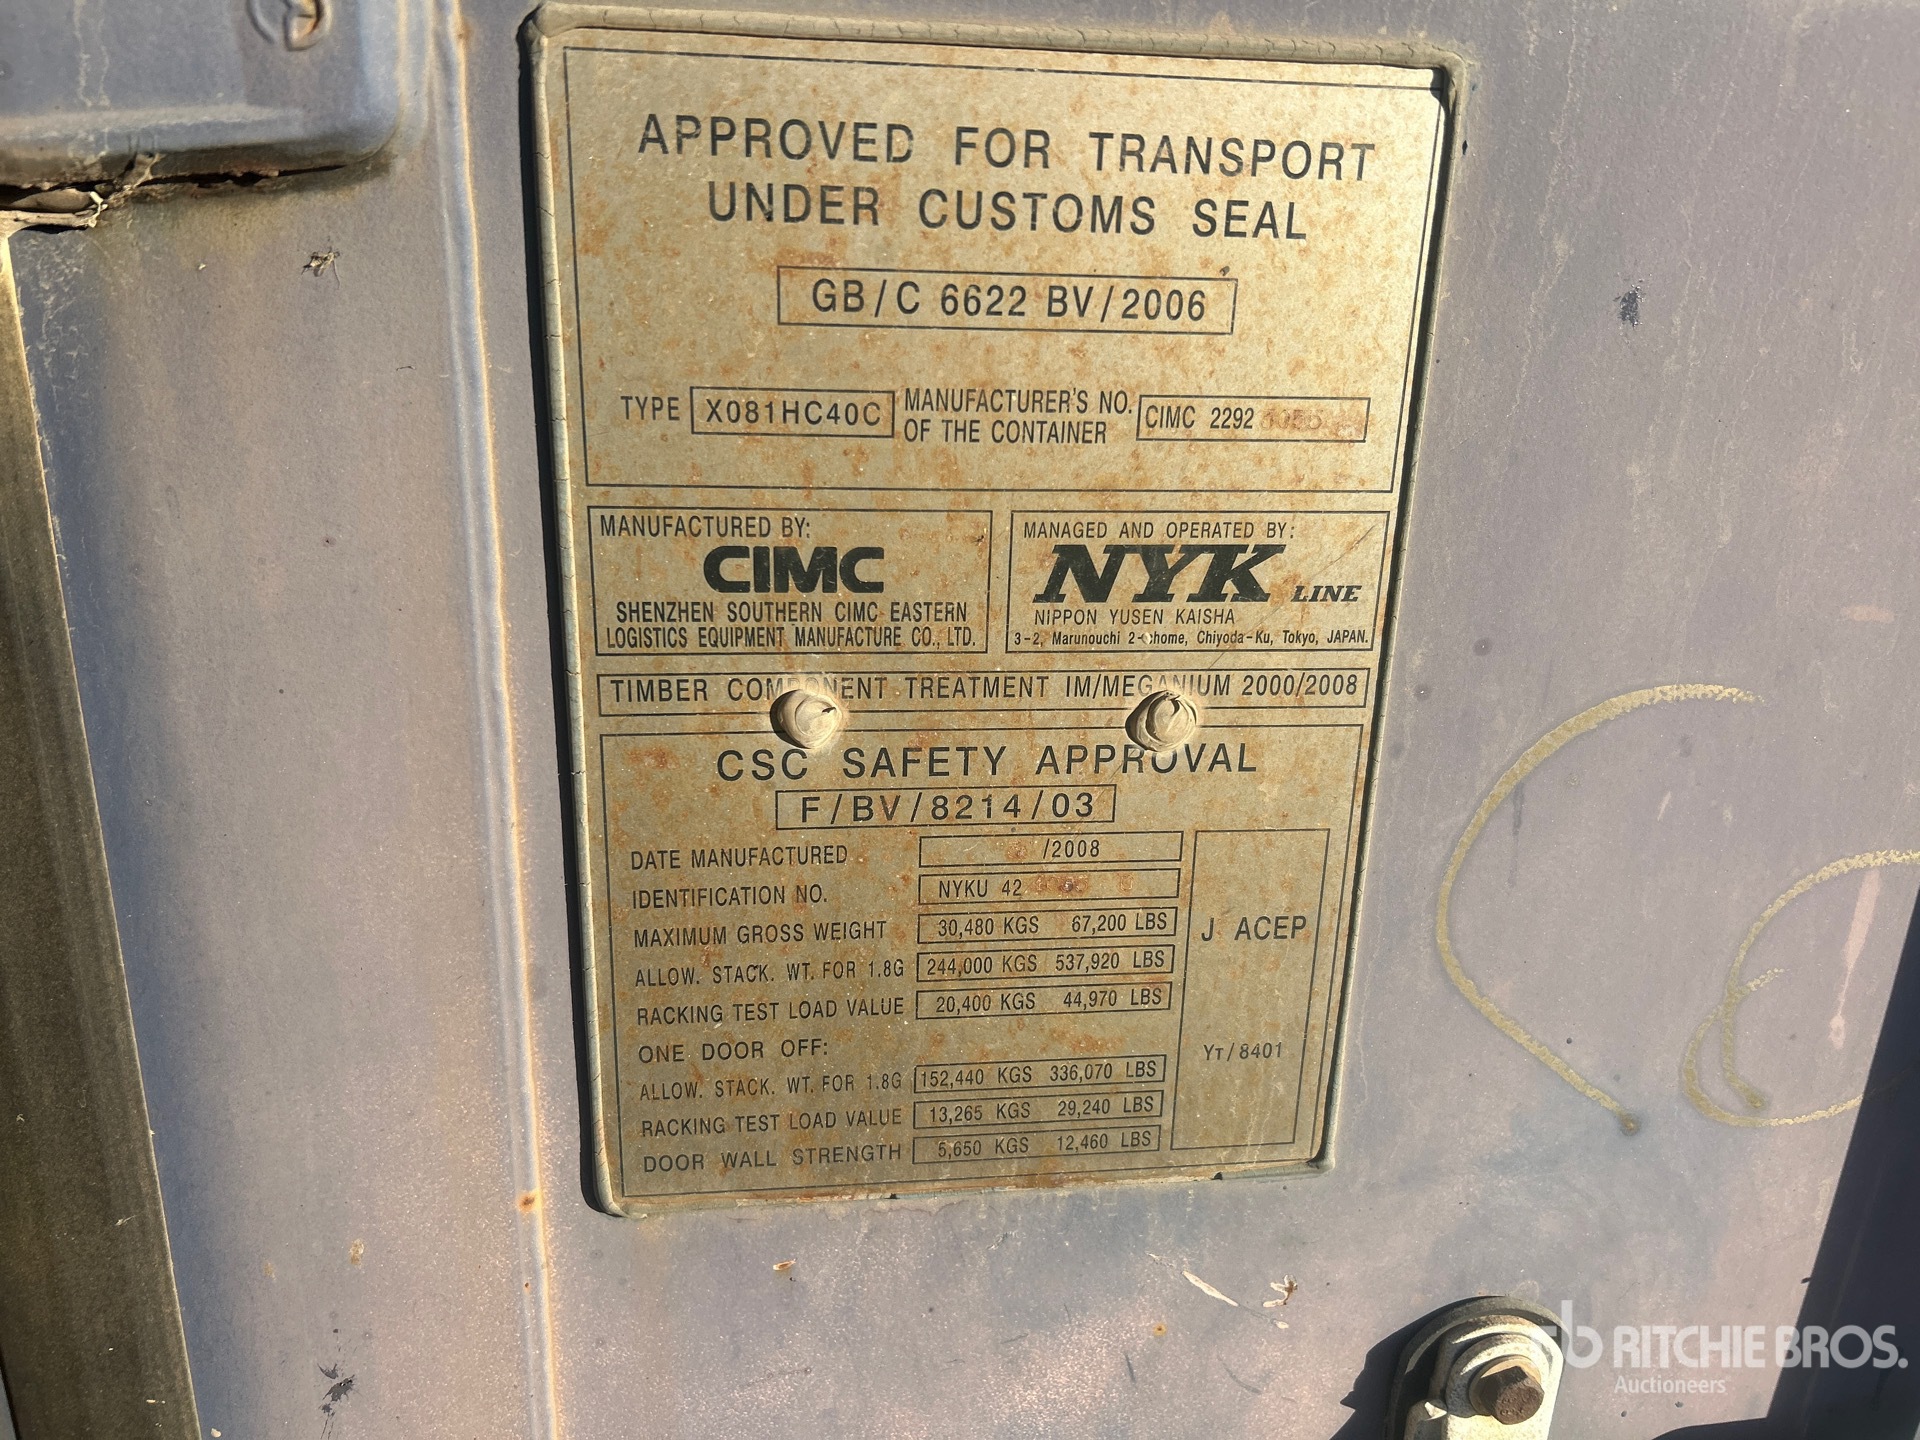 APPROVED FOR TRANSPORT
UNDER CUSTOMS SEAL
GB/C 6622 BV/2006
TYPE X081HC40C MANUFACTURER'S NO. OF THE CONTAINER CIMC 2292
MANUFACTURED BY:
CIMC
SHENZHEN SOUTHERN CIMC EASTERN
LOGISTICS EQUIPMENT MANUFACTURE CO., LTD.
MANAGED AND OPERATED BY:
NYK LINE
NIPPON YUSEN KAISHA
3-2, Marunouchi 2-chome, Chiyoda-Ku, Tokyo, JAPAN.
TIMBER COMPONENT TREATMENT IM/MEGANIUM 2000/2008
CSC SAFETY APPROVAL
F/BV/8214/03
DATE MANUFACTURED /2008
IDENTIFICATION NO. NYKU 42
MAXIMUM GROSS WEIGHT 30,480 KGS 67,200 LBS
ALLOW. STACK. WT. FOR 1.8G 244,000 KGS 537,920 LBS
RACKING TEST LOAD VALUE 20,400 KGS 44,970 LBS
ONE DOOR OFF:
ALLOW. STACK. WT. FOR 1.8G 152,440 KGS 336,070 LBS
RACKING TEST LOAD VALUE 13,265 KGS 29,240 LBS
DOOR WALL STRENGTH 5,650 KGS 12,460 LBS
J ACEP
YT/8401
rb RITCHIE BROS.
Auctioneers